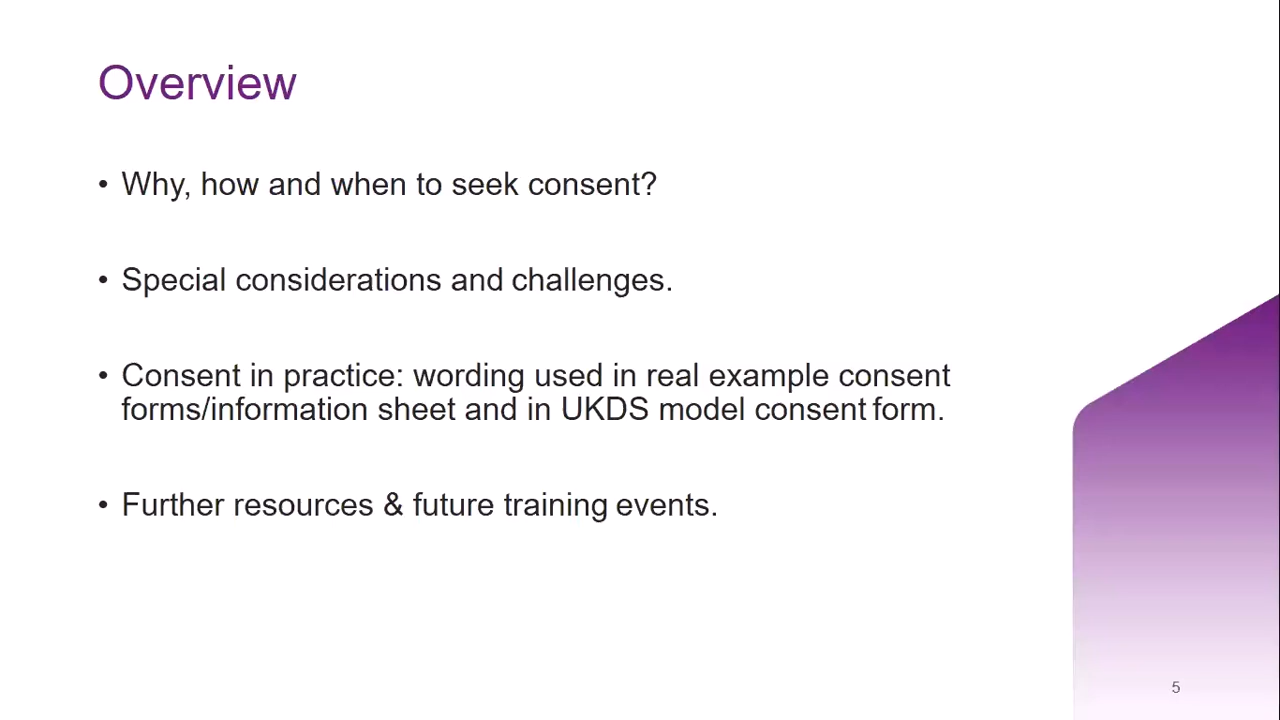 Overview
• Why, how and when to seek consent?
• Special considerations and challenges.
• Consent in practice: wording used in real example consent
forms/information sheet and in UKDS model consent form.
• Further resources & future training events.
5